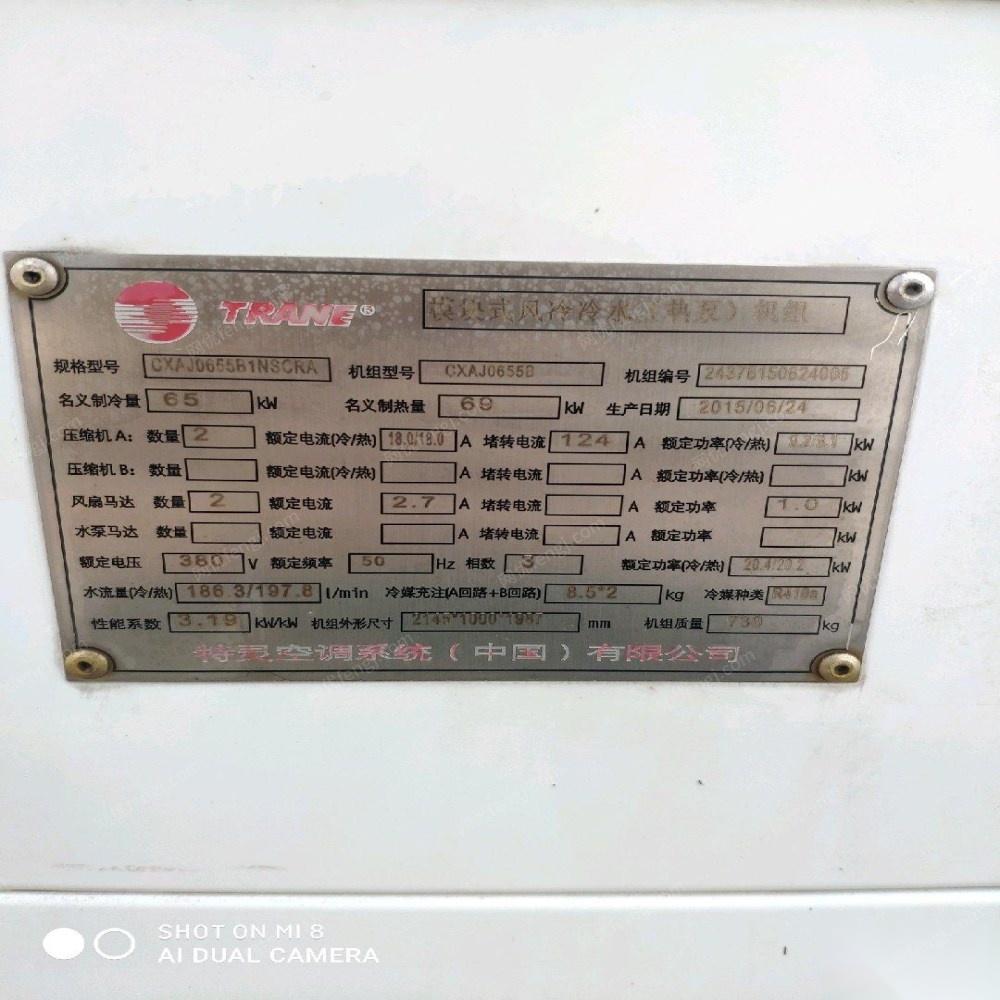 TRANE® 模块式风冷冷水(热泵)机组
规格型号 CXAJ0655B1NSCRA 机组型号 CXAJ0655B 机组编号
名义制冷量 65 kW 名义制热量 69 kW 生产日期 2015/06/24
压缩机A: 数量 2 额定电流(冷/热) 18.0/18.0 A 堵转电流 124 A 额定功率(冷/热) kW
压缩机B: 数量 额定电流(冷/热) A 堵转电流 A 额定功率(冷/热) kW
风扇马达 数量 2 额定电流 2.7 A 堵转电流 A 额定功率 1.0 kW
水泵马达 数量 额定电流 A 堵转电流 A 额定功率 kW
额定电压 380 V 额定频率 50 Hz 相数 3 额定功率(冷/热) 20.4/20.2 kW
水流量(冷/热) 186.3/197.8 l/min 冷媒充注(A回路+B回路) 8.5*2 kg 冷媒种类 R410a
性能系数 3.19 kW/kW 机组外形尺寸 mm 机组质量 730 kg
特灵空调系统(中国)有限公司
SHOT ON MI 8
AI DUAL CAMERA